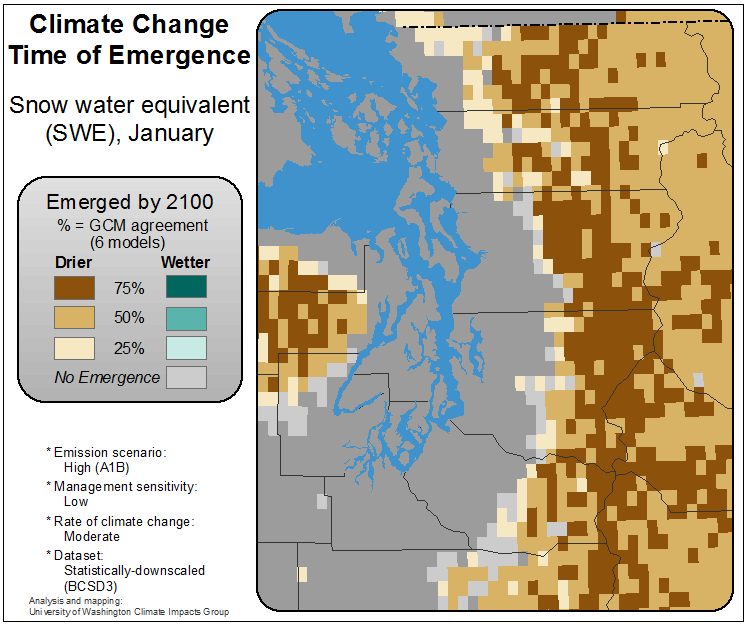 Climate Change
Time of Emergence
Snow water equivalent
(SWE), January
Emerged by 2100
% = GCM agreement
(6 models)
Drier Wetter
75%
50%
25%
No Emergence
* Emission scenario:
High (A1B)
* Management sensitivity:
Low
* Rate of climate change:
Moderate
* Dataset:
Statistically-downscaled
(BCSD3)
Analysis and mapping:
University of Washington Climate Impacts Group